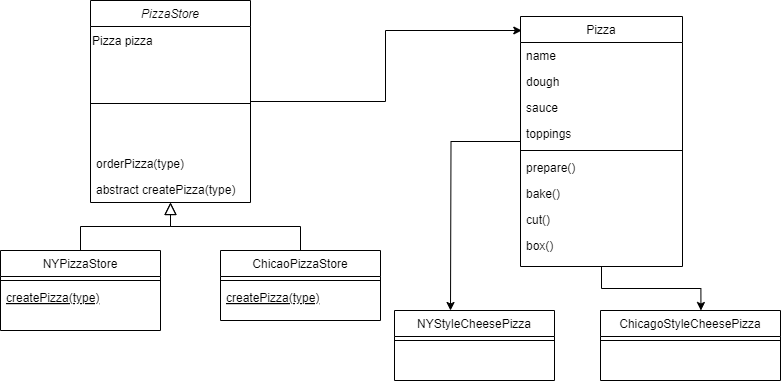 PizzaStore
Pizza pizza
orderPizza(type)
abstract createPizza(type)
Pizza
name
dough
sauce
toppings
prepare()
bake()
cut()
box()
NYPizzaStore
createPizza(type)
ChicaoPizzaStore
createPizza(type)
NYStyleCheesePizza
ChicagoStyleCheesePizza